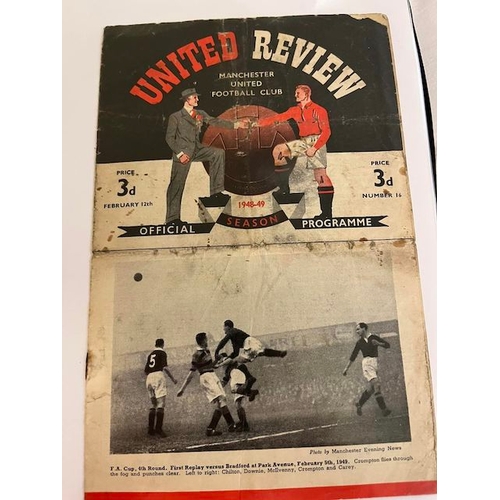 UNITED REVIEW
MANCHESTER
UNITED
FOOTBALL CLUB
PRICE
3d
FEBRUARY 12th
PRICE
3d
NUMBER 16
1948-49
OFFICIAL SEASON PROGRAMME
5
Photo by Manchester Evening News
F.A. Cup, 4th Round. First Replay versus Bradford at Park Avenue, February 5th, 1949. Crompton flies through
the fog and punches clear. Left to right: Chilton, Downie, McIlvenny, Crompton and Carey.